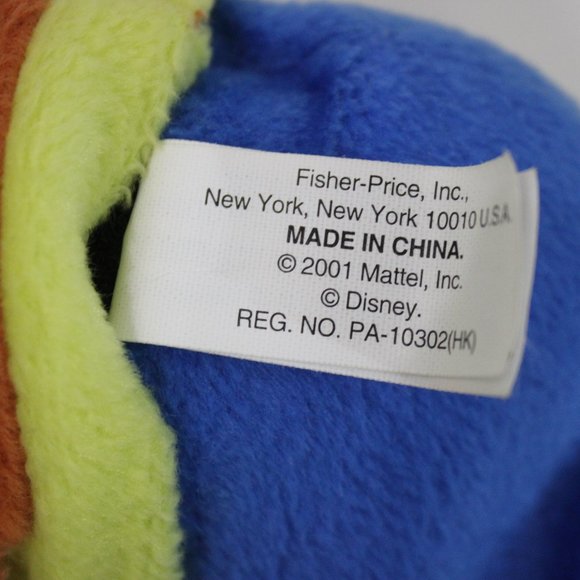 Fisher-Price, Inc.,
New York, New York 10010 U.S.A.
MADE IN CHINA.
© 2001 Mattel, Inc.
© Disney.
REG. NO. PA-10302(HK)